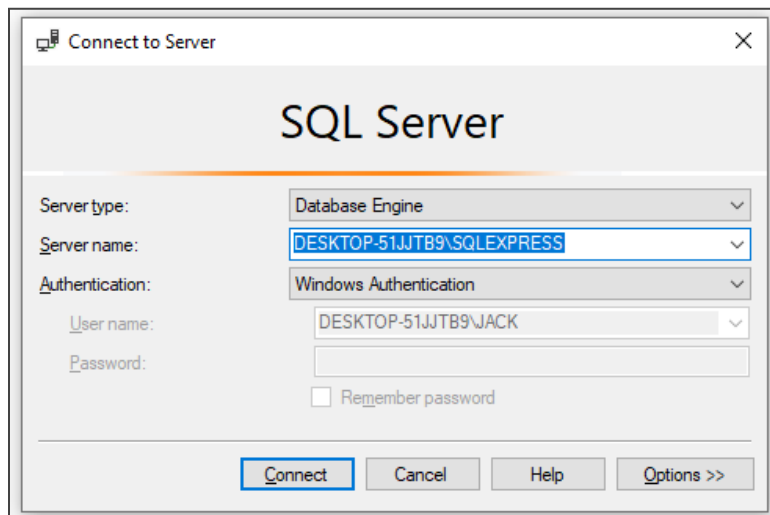 Connect to Server
SQL Server
Server type: Database Engine
Server name: DESKTOP-51JJTB9\SQLEXPRESS
Authentication: Windows Authentication
User name: DESKTOP-51JJTB9\JACK
Password:
Remember password
Connect Cancel Help Options >>